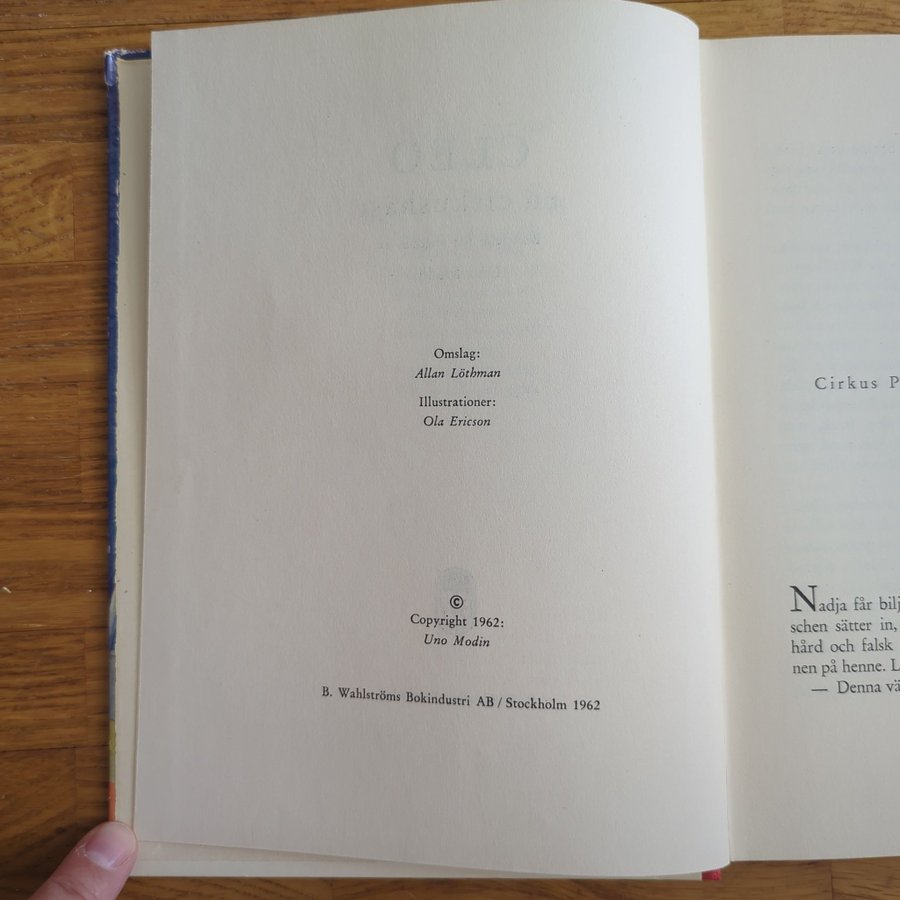 Omslag:
Allan Löthman
Illustrationer:
Ola Ericson
©
Copyright 1962:
Uno Modin
B. Wahlströms Bokindustri AB / Stockholm 1962
Cirkus P
Nadja får bilj
schen sätter in,
hård och falsk
nen på henne. L
— Denna vä